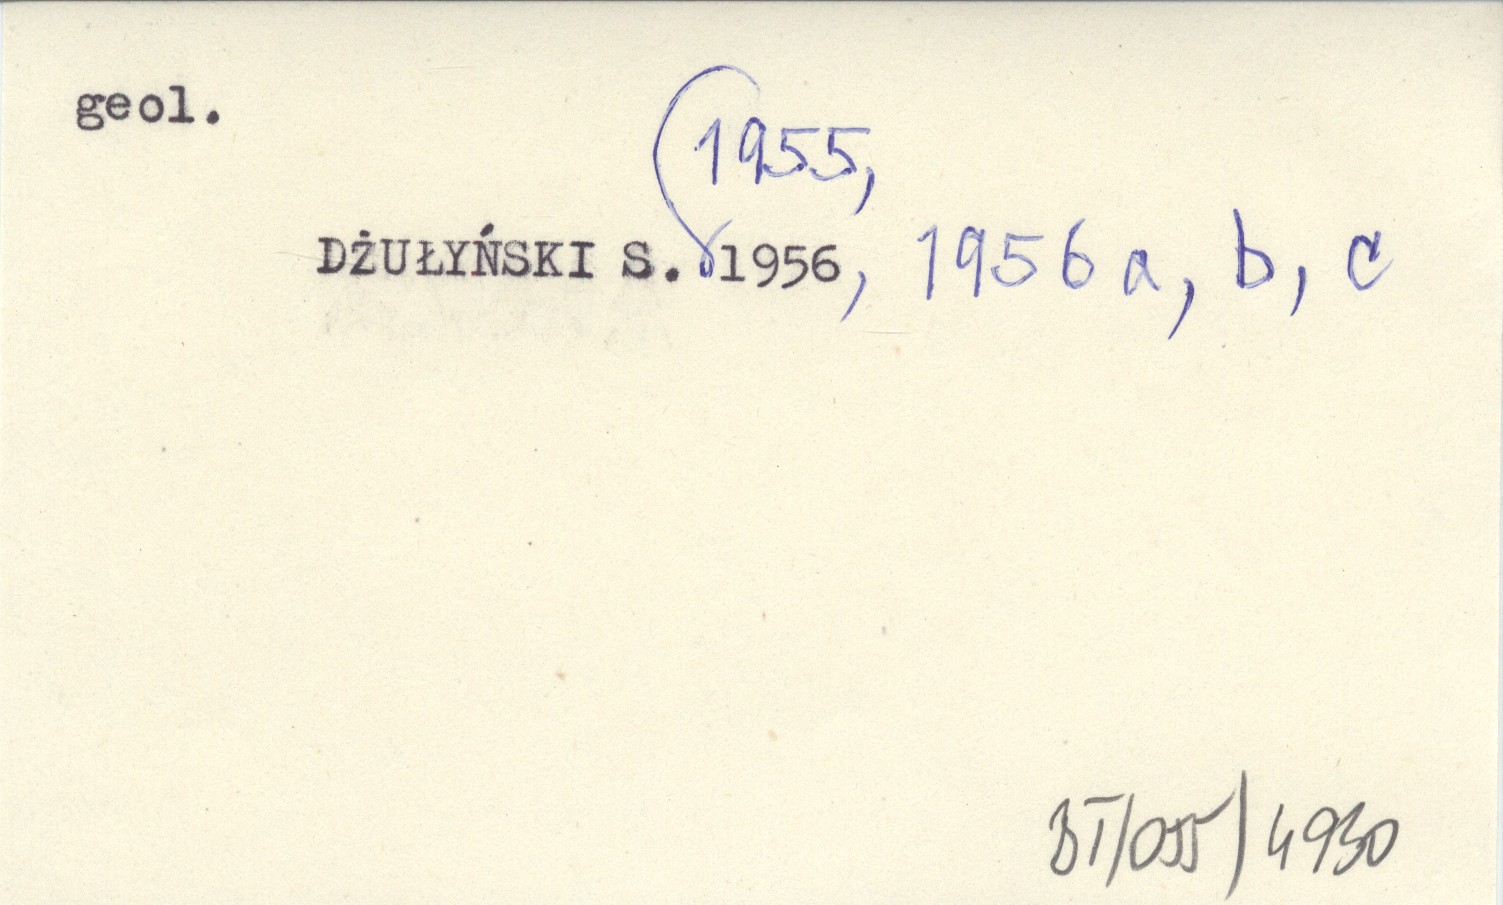 geol.
1955,
DŻUŁYŃSKI S. 1956, 1956 a, b, c
BT/055/4930